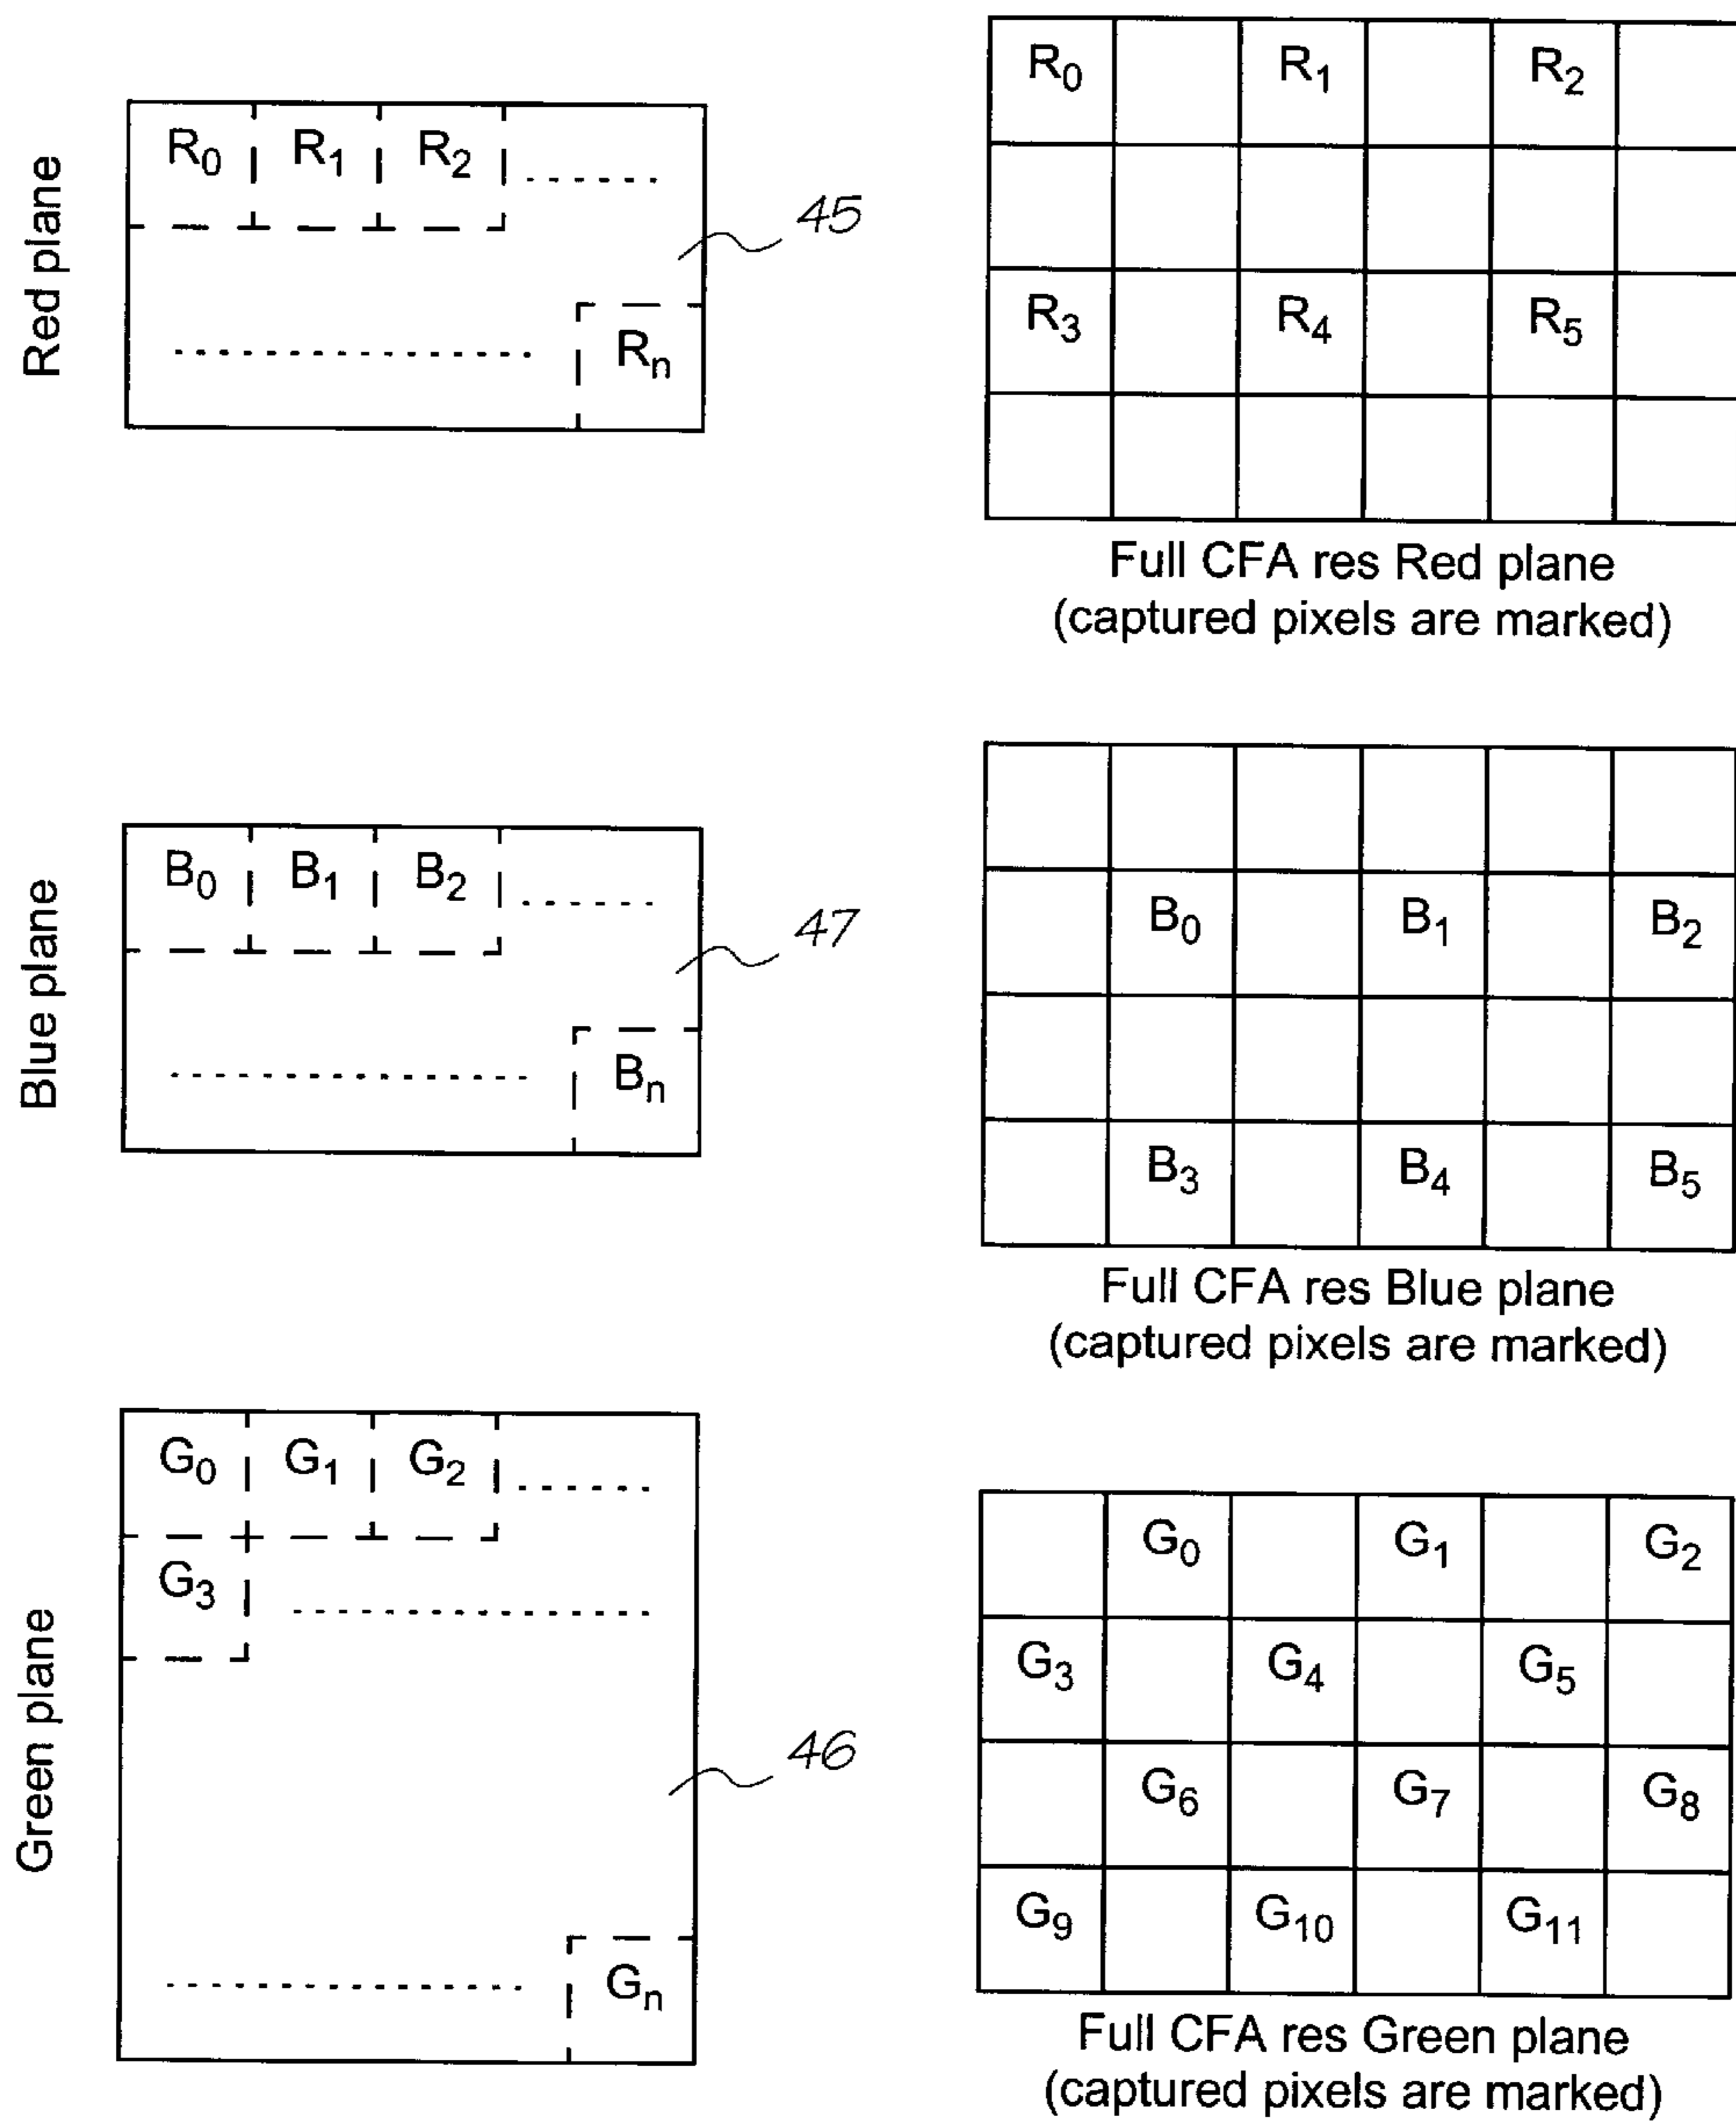 Red plane
R0 R1 R2
Rn
45
R0 R1 R2
R3 R4 R5
Full CFA res Red plane
(captured pixels are marked)
Blue plane
B0 B1 B2
Bn
47
B0 B1 B2
B3 B4 B5
Full CFA res Blue plane
(captured pixels are marked)
Green plane
G0 G1 G2
G3
Gn
46
G0 G1 G2
G3 G4 G5
G6 G7 G8
G9 G10 G11
Full CFA res Green plane
(captured pixels are marked)